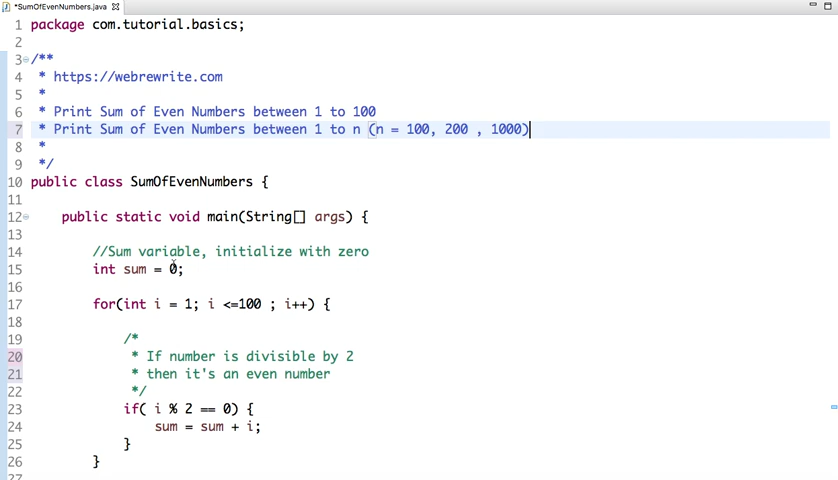 *SumOfEvenNumbers.java
1 package com.tutorial.basics;
2
3 /**
4 * https://webrewrite.com
5 *
6 * Print Sum of Even Numbers between 1 to 100
7 * Print Sum of Even Numbers between 1 to n (n = 100, 200 , 1000)
8 *
9 */
10 public class SumOfEvenNumbers {
11
12 public static void main(String[] args) {
13
14 //Sum variable, initialize with zero
15 int sum = 0;
16
17 for(int i = 1; i <=100 ; i++) {
18
19 /*
20 * If number is divisible by 2
21 * then it's an even number
22 */
23 if( i % 2 == 0) {
24 sum = sum + i;
25 }
26 }
27